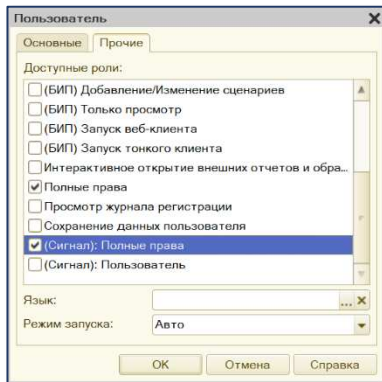 Пользователь
Основные Прочие
Доступные роли:
(БИП) Добавление/Изменение сценариев
(БИП) Только просмотр
(БИП) Запуск веб-клиента
(БИП) Запуск тонкого клиента
Интерактивное открытие внешних отчетов и обра...
Полные права
Просмотр журнала регистрации
Сохранение данных пользователя
(Сигнал): Полные права
(Сигнал): Пользователь
Язык:
Режим запуска: Авто
ОК Отмена Справка